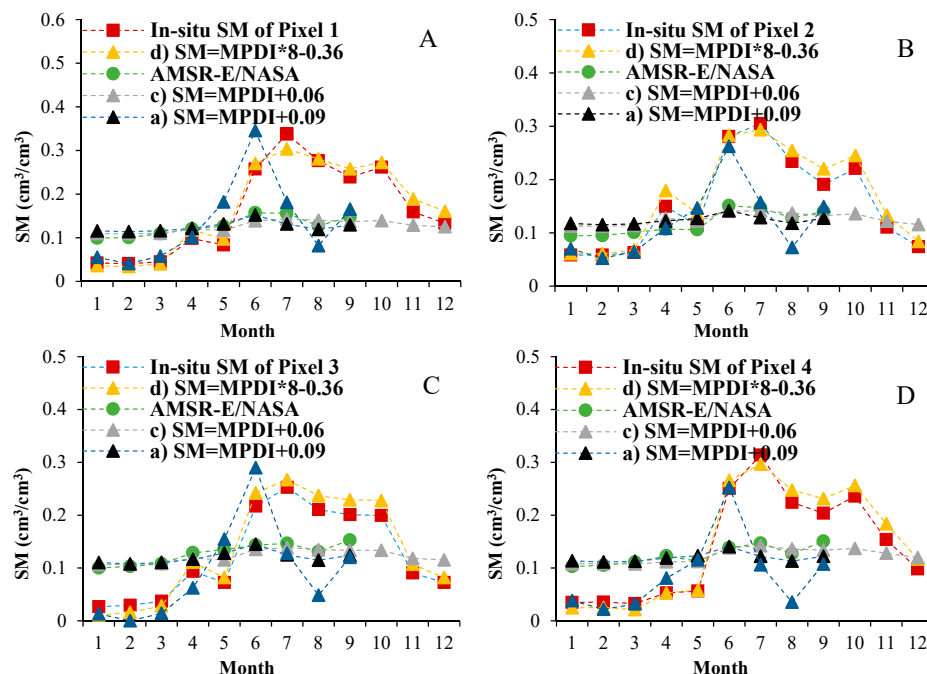 In-situ SM of Pixel 1
d) SM=MPDI*8-0.36
AMSR-E/NASA
c) SM=MPDI+0.06
a) SM=MPDI+0.09
A
SM (cm³/cm³)
0.6
0.5
0.4
0.3
0.2
0.1
0
1 2 3 4 5 6 7 8 9 10 11 12
Month
In-situ SM of Pixel 2
d) SM=MPDI*8-0.36
AMSR-E/NASA
c) SM=MPDI+0.06
a) SM=MPDI+0.09
B
SM (cm³/cm³)
0.5
0.4
0.3
0.2
0.1
0
1 2 3 4 5 6 7 8 9 10 11 12
Month
In-situ SM of Pixel 3
d) SM=MPDI*8-0.36
AMSR-E/NASA
c) SM=MPDI+0.06
a) SM=MPDI+0.09
C
SM (cm³/cm³)
0.5
0.4
0.3
0.2
0.1
0
1 2 3 4 5 6 7 8 9 10 11 12
Month
In-situ SM of Pixel 4
d) SM=MPDI*8-0.36
AMSR-E/NASA
c) SM=MPDI+0.06
a) SM=MPDI+0.09
D
SM (cm³/cm³)
0.5
0.4
0.3
0.2
0.1
0
1 2 3 4 5 6 7 8 9 10 11 12
Month